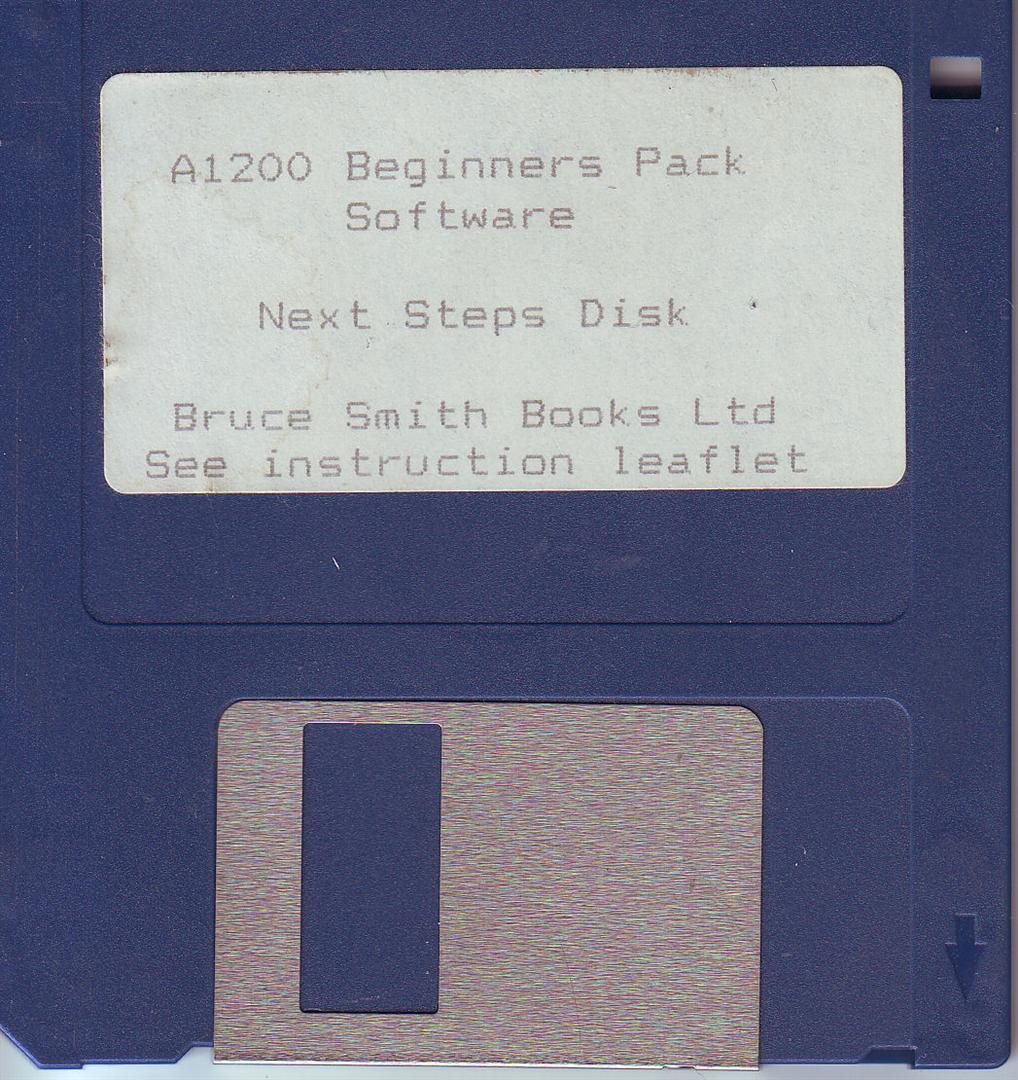 A1200 Beginners Pack
Software
Next Steps Disk
Bruce Smith Books Ltd
See instruction leaflet